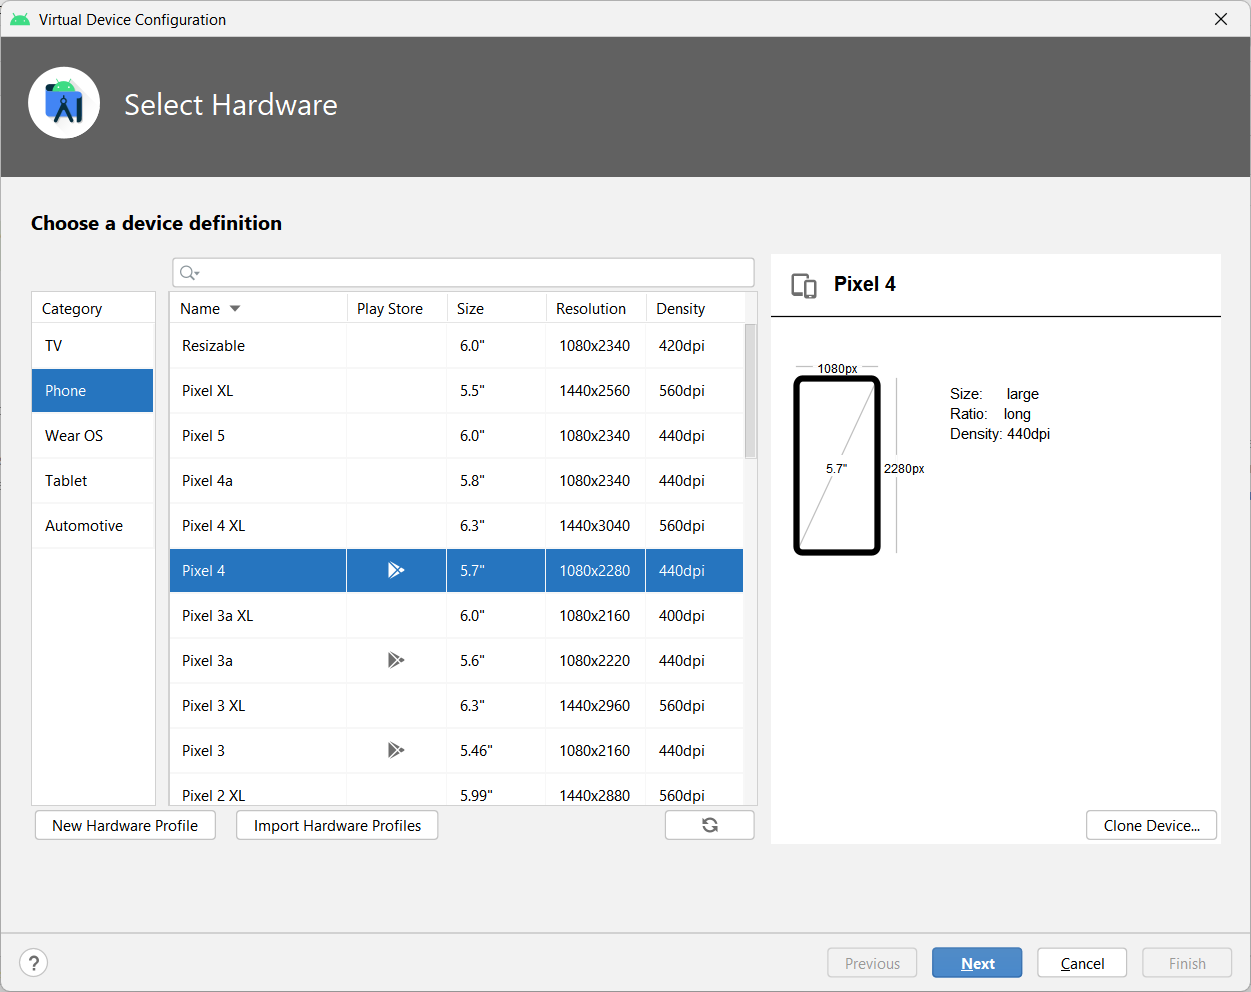 Virtual Device Configuration
Select Hardware
Choose a device definition
Category
TV
Phone
Wear OS
Tablet
Automotive
Name Play Store Size Resolution Density
Resizable 6.0" 1080x2340 420dpi
Pixel XL 5.5" 1440x2560 560dpi
Pixel 5 6.0" 1080x2340 440dpi
Pixel 4a 5.8" 1080x2340 440dpi
Pixel 4 XL 6.3" 1440x3040 560dpi
Pixel 4 5.7" 1080x2280 440dpi
Pixel 3a XL 6.0" 1080x2160 400dpi
Pixel 3a 5.6" 1080x2220 440dpi
Pixel 3 XL 6.3" 1440x2960 560dpi
Pixel 3 5.46" 1080x2160 440dpi
Pixel 2 XL 5.99" 1440x2880 560dpi
New Hardware Profile Import Hardware Profiles
Pixel 4
1080px
5.7"
2280px
Size: large
Ratio: long
Density: 440dpi
Clone Device...
? Previous Next Cancel Finish